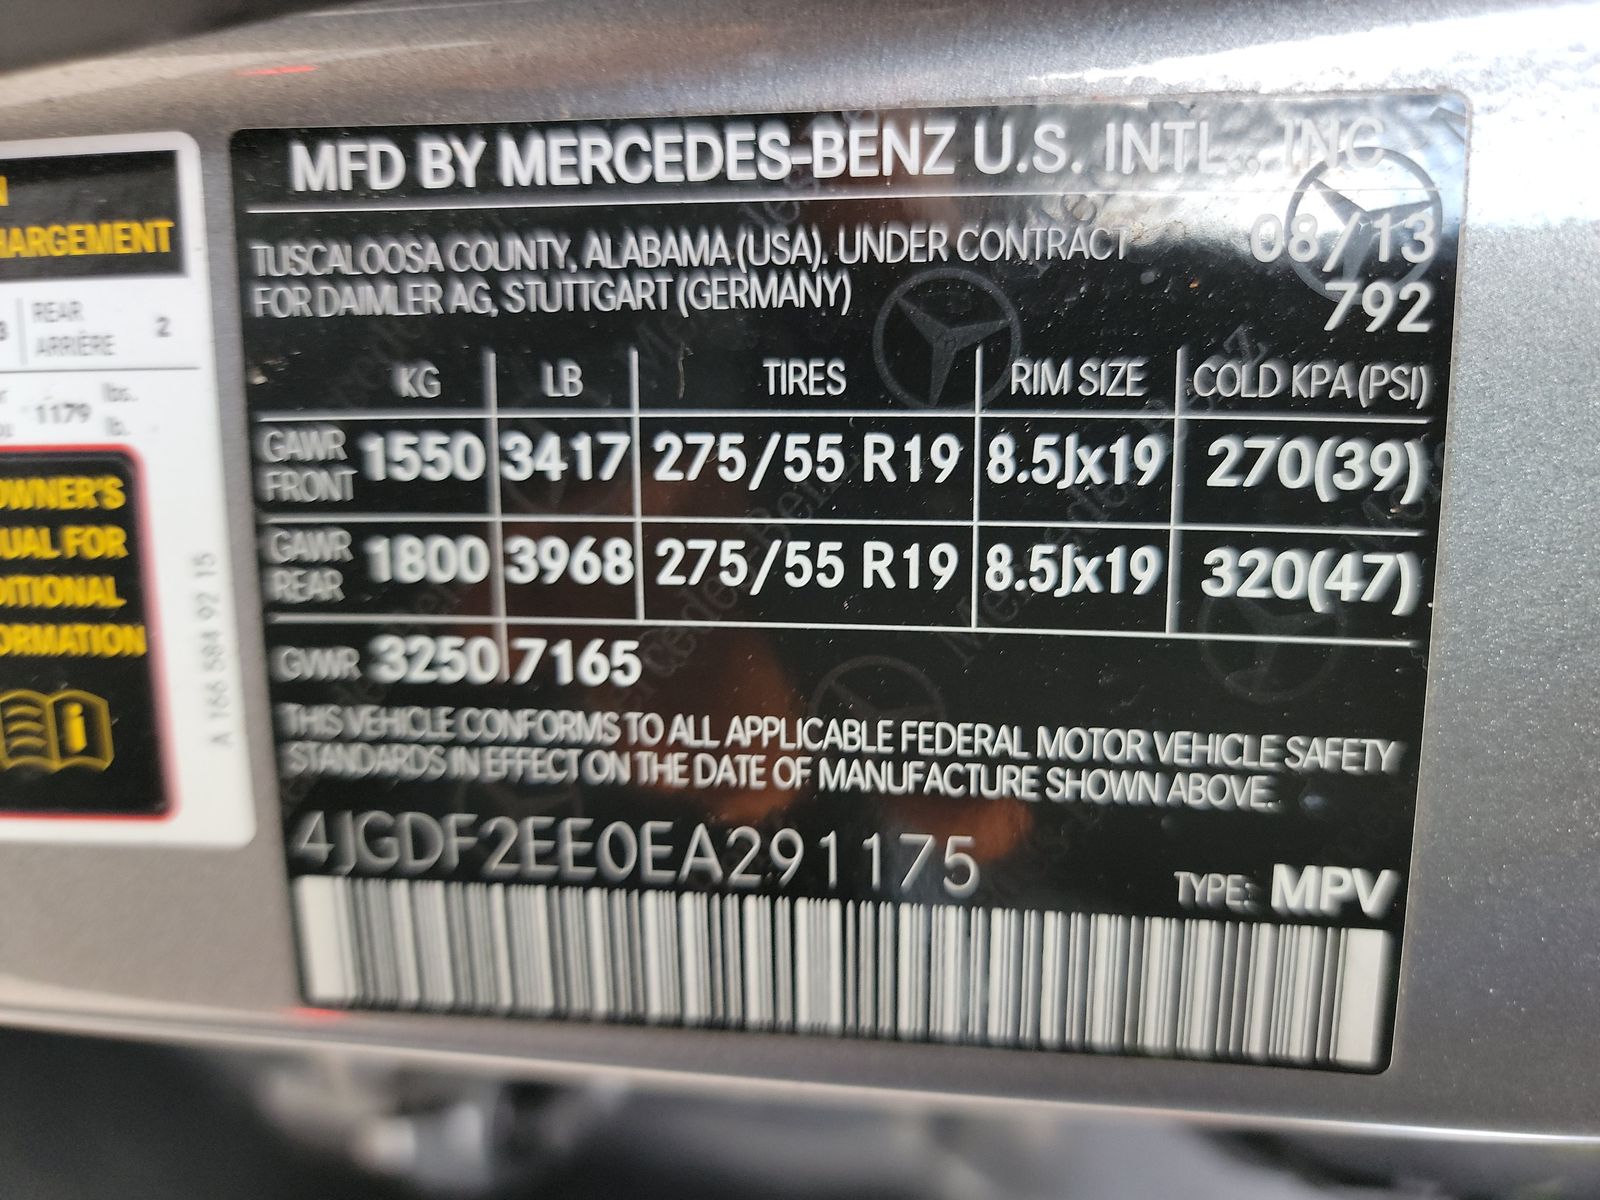 N
HARGEMENT
3 REAR ARRIÈRE 2
1179 lbs. lb.
OWNER'S
UAL FOR
DITIONAL
ORMATION
A 166 584 92 15
MFD BY MERCEDES-BENZ U.S. INTL., INC
TUSCALOOSA COUNTY, ALABAMA (USA). UNDER CONTRACT 08/13
FOR DAIMLER AG, STUTTGART (GERMANY) 792
KG LB TIRES RIM SIZE COLD KPA (PSI)
GAWR FRONT 1550 3417 275/55 R19 8.5Jx19 270(39)
GAWR REAR 1800 3968 275/55 R19 8.5Jx19 320(47)
GVWR 3250 7165
THIS VEHICLE CONFORMS TO ALL APPLICABLE FEDERAL MOTOR VEHICLE SAFETY
STANDARDS IN EFFECT ON THE DATE OF MANUFACTURE SHOWN ABOVE.
4JGDF2EE0EA291175
TYPE: MPV